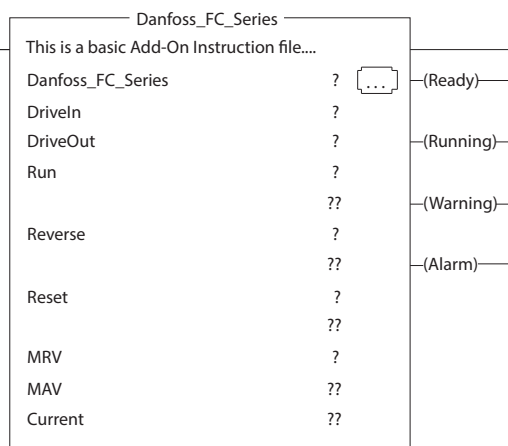 Danfoss_FC_Series
This is a basic Add-On Instruction file....
Danfoss_FC_Series ? ... (Ready)
DriveIn ?
DriveOut ? (Running)
Run ?
?? (Warning)
Reverse ?
?? (Alarm)
Reset ?
??
MRV ?
MAV ??
Current ??